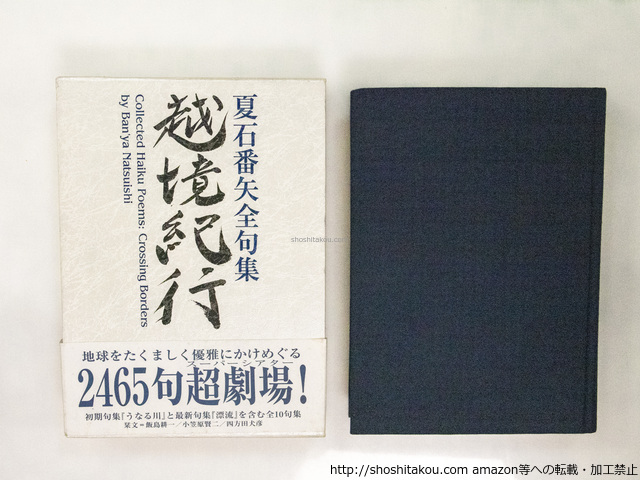 夏石番矢全句集
越境紀行
Collected Haiku Poems: Crossing Borders
by Ban'ya Natsuishi
shoshitakou.co
地球をたくましく優雅にかけめぐる
スーパーシアター
2465句超劇場!
初期句集『うなる川』と最新句集『漂流』を含む全10句集
栞文=飯島耕一/小笠原賢二/四方田犬彦
http://shoshitakou.com amazon等への転載・加工禁止